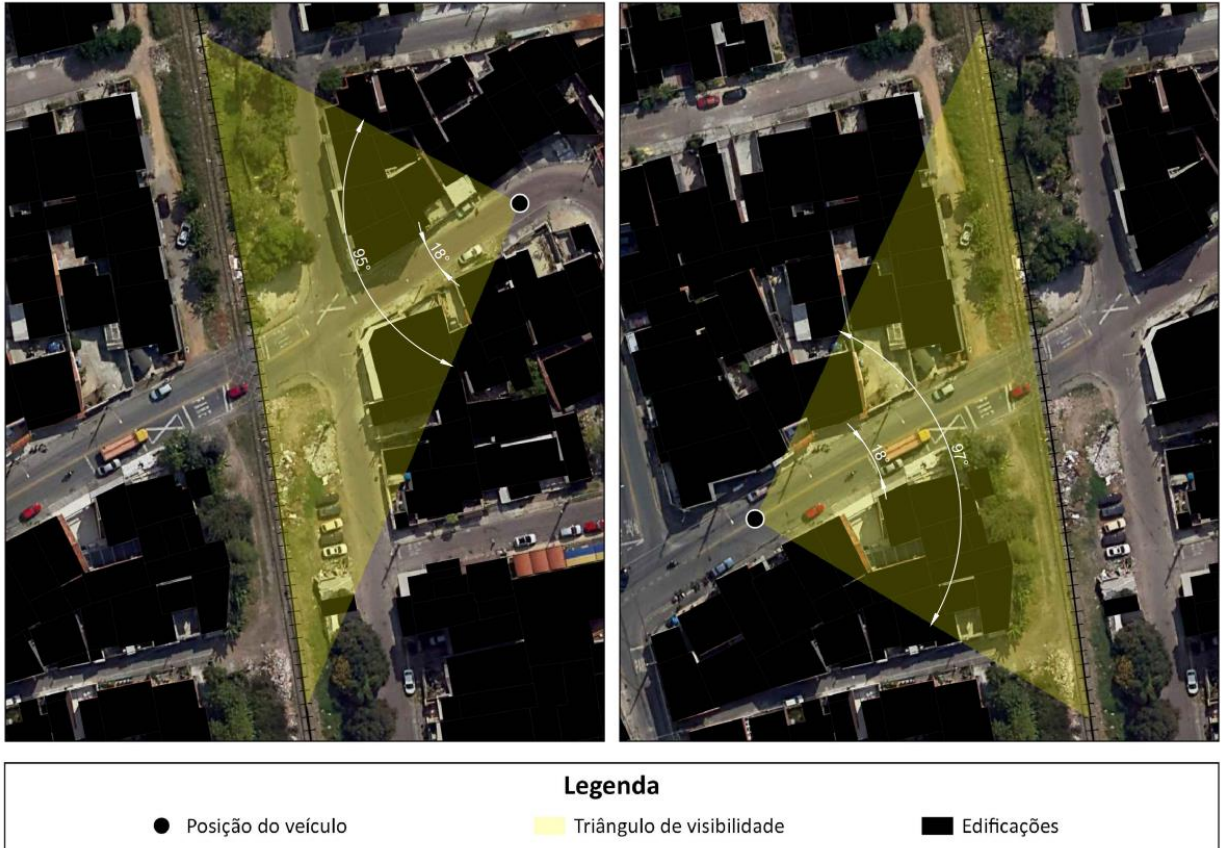 95°
18°
97°
18°
Legenda
Posição do veículo
Triângulo de visibilidade
Edificações